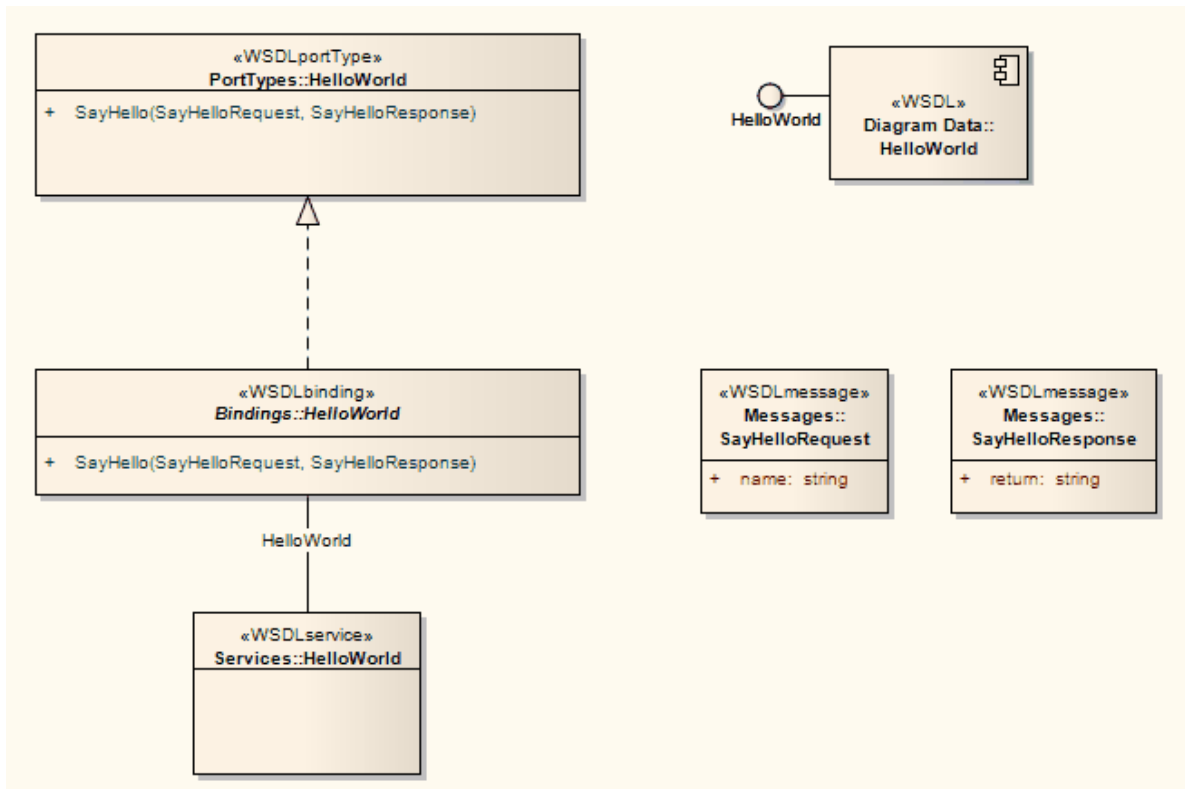 «WSDLportType»
PortTypes::HelloWorld
+ SayHello(SayHelloRequest, SayHelloResponse)
HelloWorld
«WSDL»
Diagram Data::
HelloWorld
«WSDLbinding»
Bindings::HelloWorld
+ SayHello(SayHelloRequest, SayHelloResponse)
«WSDLmessage»
Messages::
SayHelloRequest
+ name: string
«WSDLmessage»
Messages::
SayHelloResponse
+ return: string
HelloWorld
«WSDLservice»
Services::HelloWorld